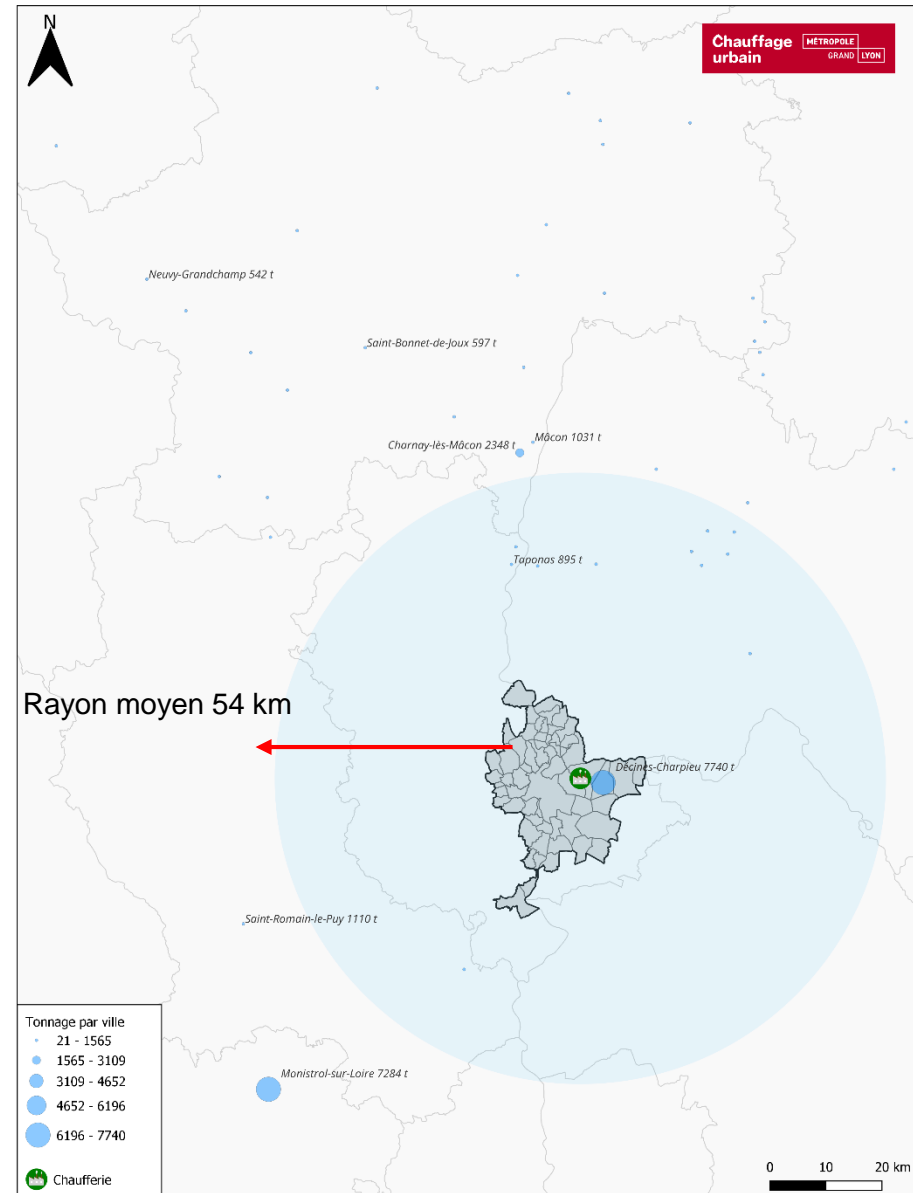 N
Chauffage
urbain
MÉTROPOLE
GRAND LYON
Neuvy-Grandchamp 542 t
Saint-Bonnet-de-Joux 597 t
Charnay-lès-Mâcon 2348 t
Mâcon 1031 t
Taponas 895 t
Rayon moyen 54 km
Décines-Charpieu 7740 t
Saint-Romain-le-Puy 1110 t
Monistrol-sur-Loire 7284 t
Tonnage par ville
21 - 1565
1565 - 3109
3109 - 4652
4652 - 6196
6196 - 7740
Chaufferie
0 10 20 km